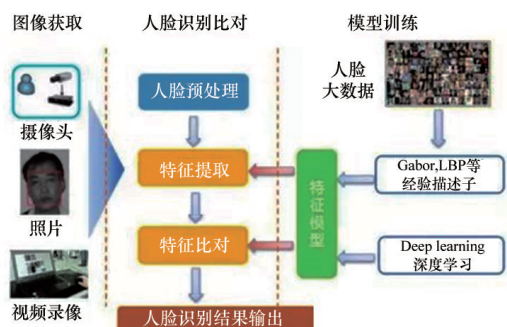 图像获取
人脸识别比对
模型训练
摄像头
照片
视频录像
人脸预处理
特征提取
特征比对
人脸识别结果输出
人脸
大数据
特征模型
Gabor,LBP等
经验描述子
Deep learning
深度学习